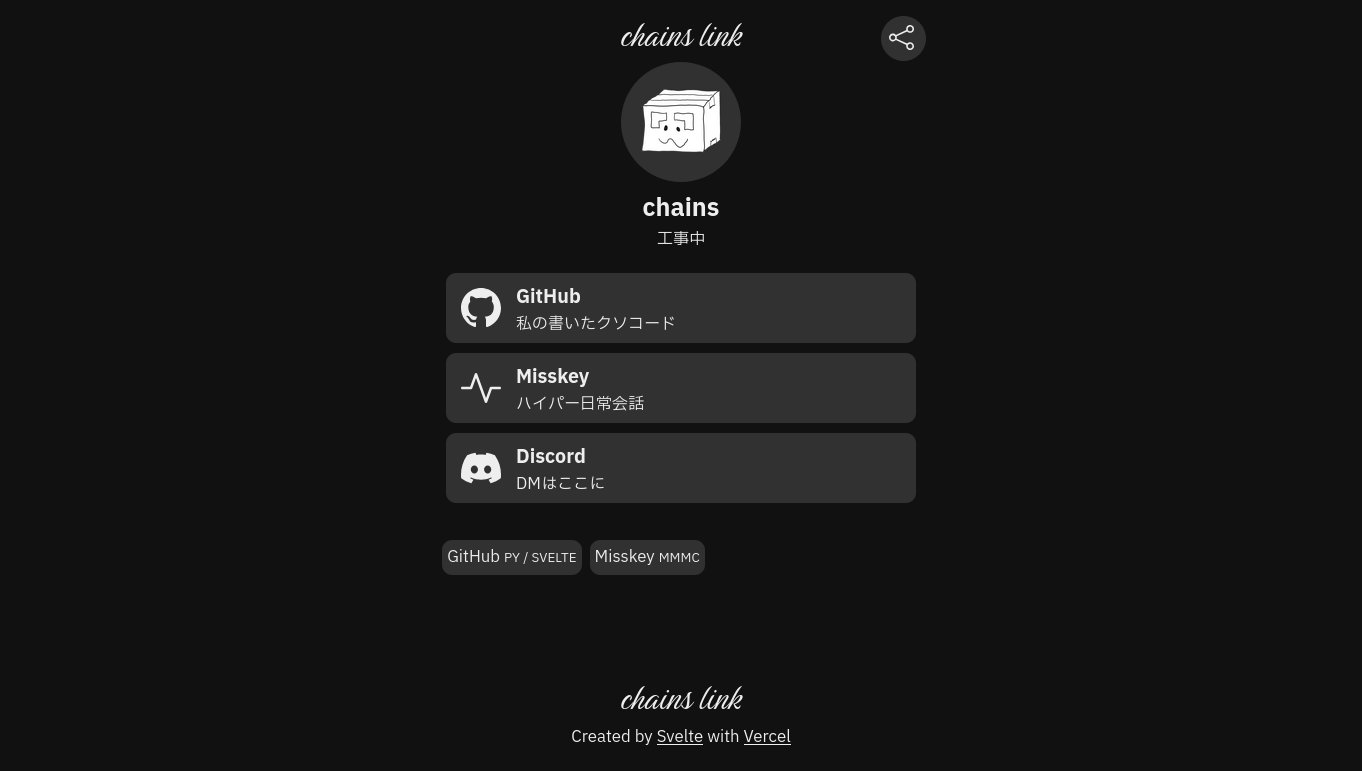 chains link
chains
工事中
GitHub
私の書いたクソコード
Misskey
ハイパー日常会話
Discord
DMはここに
GitHub PY / SVELTE
Misskey MMMC
chains link
Created by Svelte with Vercel